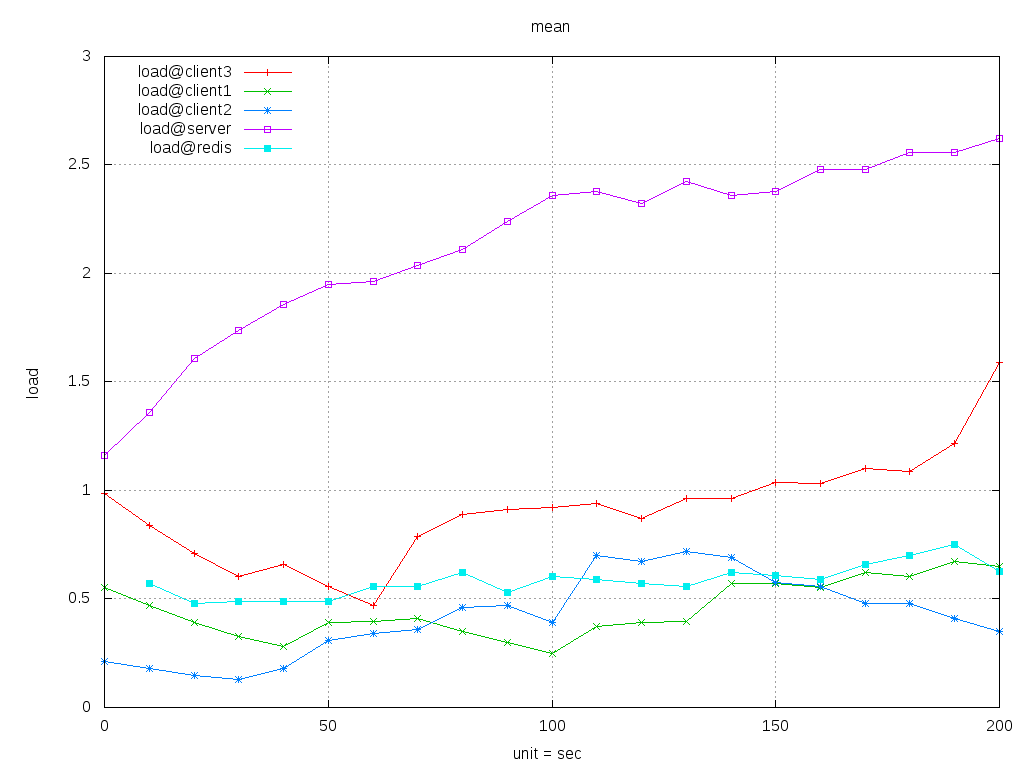 mean
3
load@client3
load@client1
load@client2
load@server
load@redis
2.5
2
1.5
load
1
0.5
0
0 50 100 150 200
unit = sec